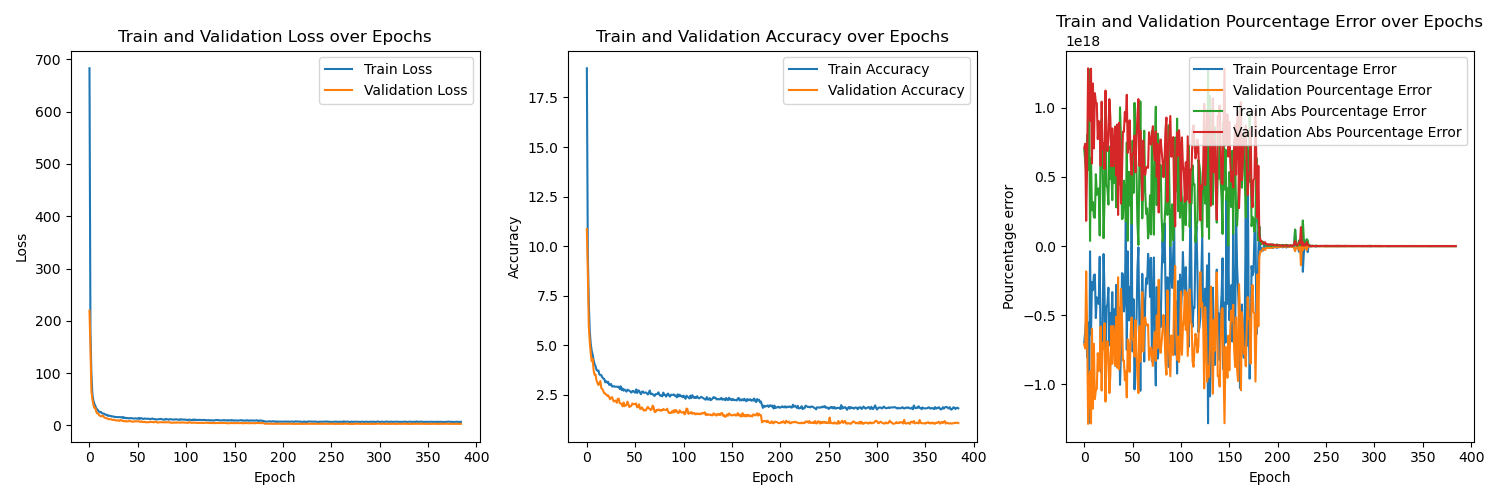 Train and Validation Loss over Epochs
Train Loss
Validation Loss
700
600
500
400
300
200
100
0
Loss
0 50 100 150 200 250 300 350 400
Epoch
Train and Validation Accuracy over Epochs
Train Accuracy
Validation Accuracy
17.5
15.0
12.5
10.0
7.5
5.0
2.5
Accuracy
0 50 100 150 200 250 300 350 400
Epoch
Train and Validation Pourcentage Error over Epochs
1e18
Train Pourcentage Error
Validation Pourcentage Error
Train Abs Pourcentage Error
Validation Abs Pourcentage Error
1.0
0.5
0.0
−0.5
−1.0
Pourcentage error
0 50 100 150 200 250 300 350 400
Epoch